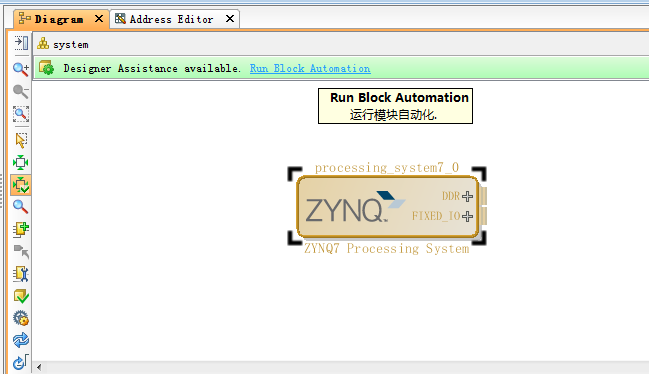 Diagram
Address Editor
system
Designer Assistance available. Run Block Automation
Run Block Automation
运行模块自动化.
processing_system7_0
DDR
ZYNQ
FIXED_IO
ZYNQ7 Processing System